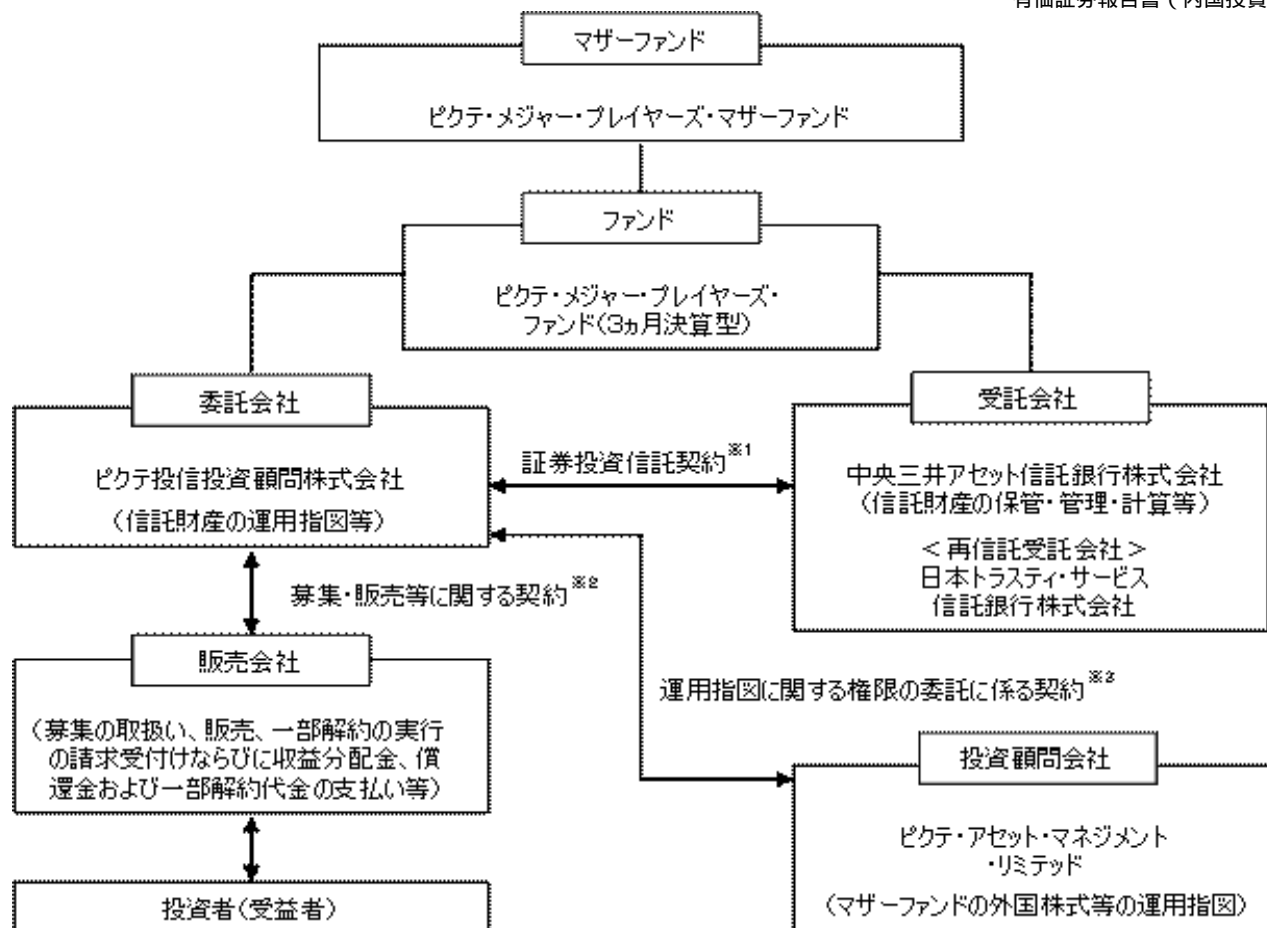 有価証券報告書(内国投資
マザーファンド
ピクテ・メジャー・プレイヤーズ・マザーファンド
ファンド
ピクテ・メジャー・プレイヤーズ・
ファンド(3ヵ月決算型)
委託会社
ピクテ投信投資顧問株式会社
(信託財産の運用指図等)
証券投資信託契約※1
受託会社
中央三井アセット信託銀行株式会社
(信託財産の保管・管理・計算等)
<再信託受託会社>
日本トラスティ・サービス
信託銀行株式会社
募集・販売等に関する契約※2
販売会社
(募集の取扱い、販売、一部解約の実行
の請求受付けならびに収益分配金、償
還金および一部解約代金の支払い等)
運用指図に関する権限の委託に係る契約※3
投資顧問会社
ピクテ・アセット・マネジメント
・リミテッド
(マザーファンドの外国株式等の運用指図)
投資者(受益者)